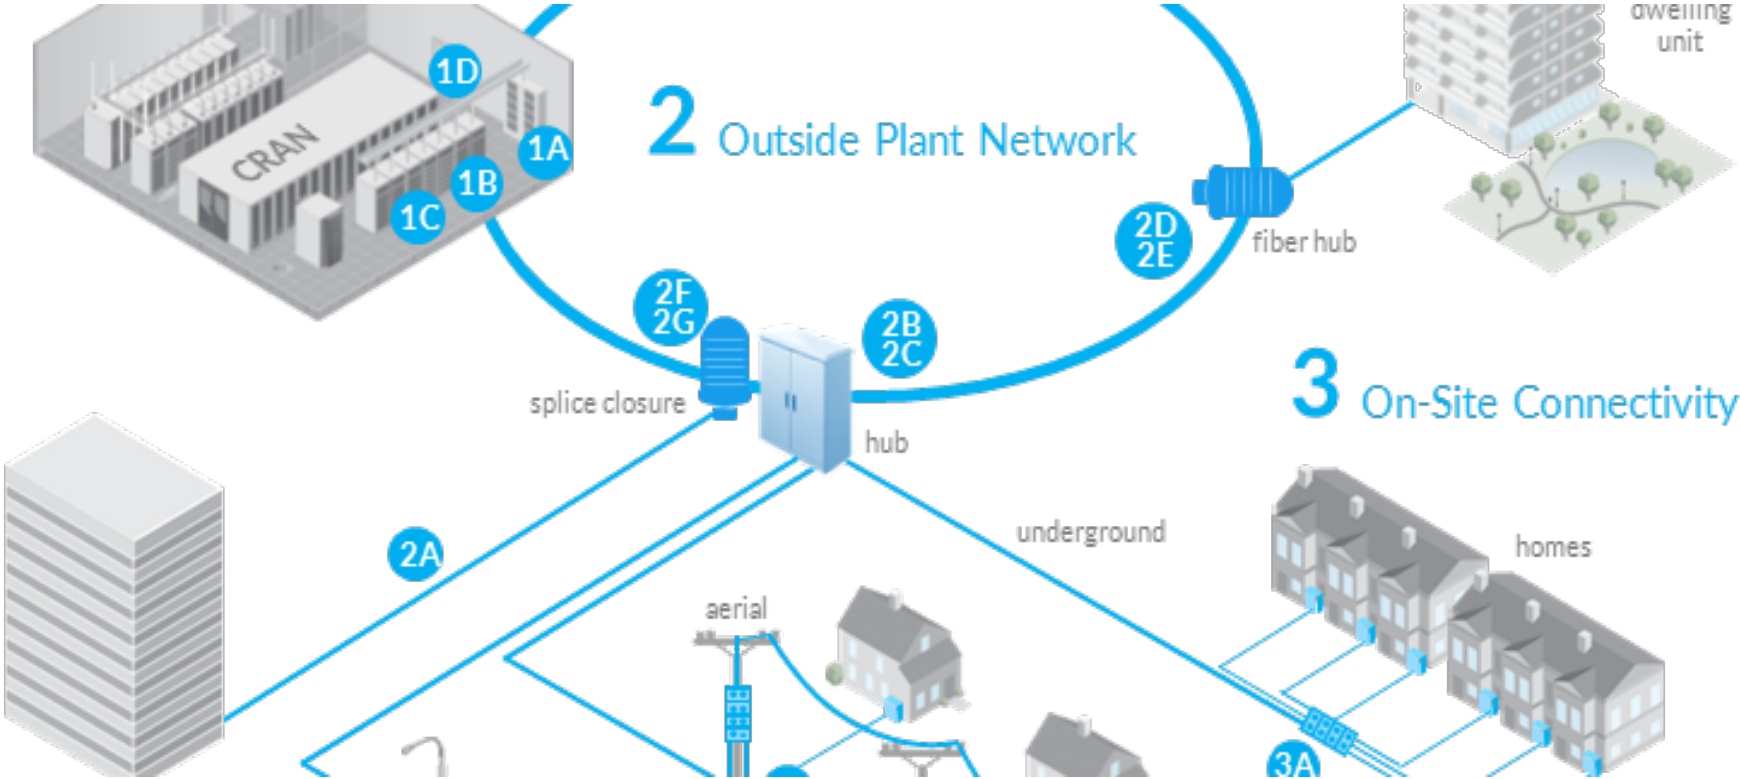 dwelling
unit
1D
2 Outside Plant Network
CRAN
1A
1B
1C
2D
2E
fiber hub
2F
2G
2B
2C
splice closure
hub
3 On-Site Connectivity
2A
underground
homes
aerial
3A